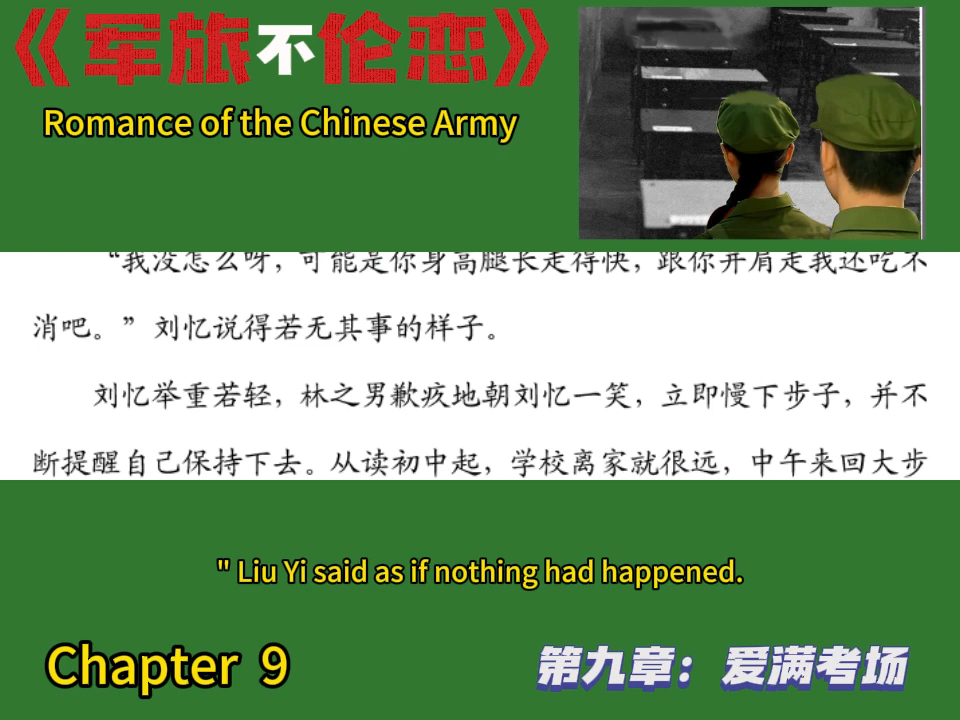 《军旅不伦恋》
Romance of the Chinese Army
“我没怎么呀，可能是你身高腿长走得快，跟你并肩走我还吃不
消吧。”刘忆说得若无其事的样子。
刘忆举重若轻，林之男歉疚地朝刘忆一笑，立即慢下步子，并不
断提醒自己保持下去。从读初中起，学校离家就很远，中午来回大步
" Liu Yi said as if nothing had happened.
Chapter 9
第九章：爱满考场